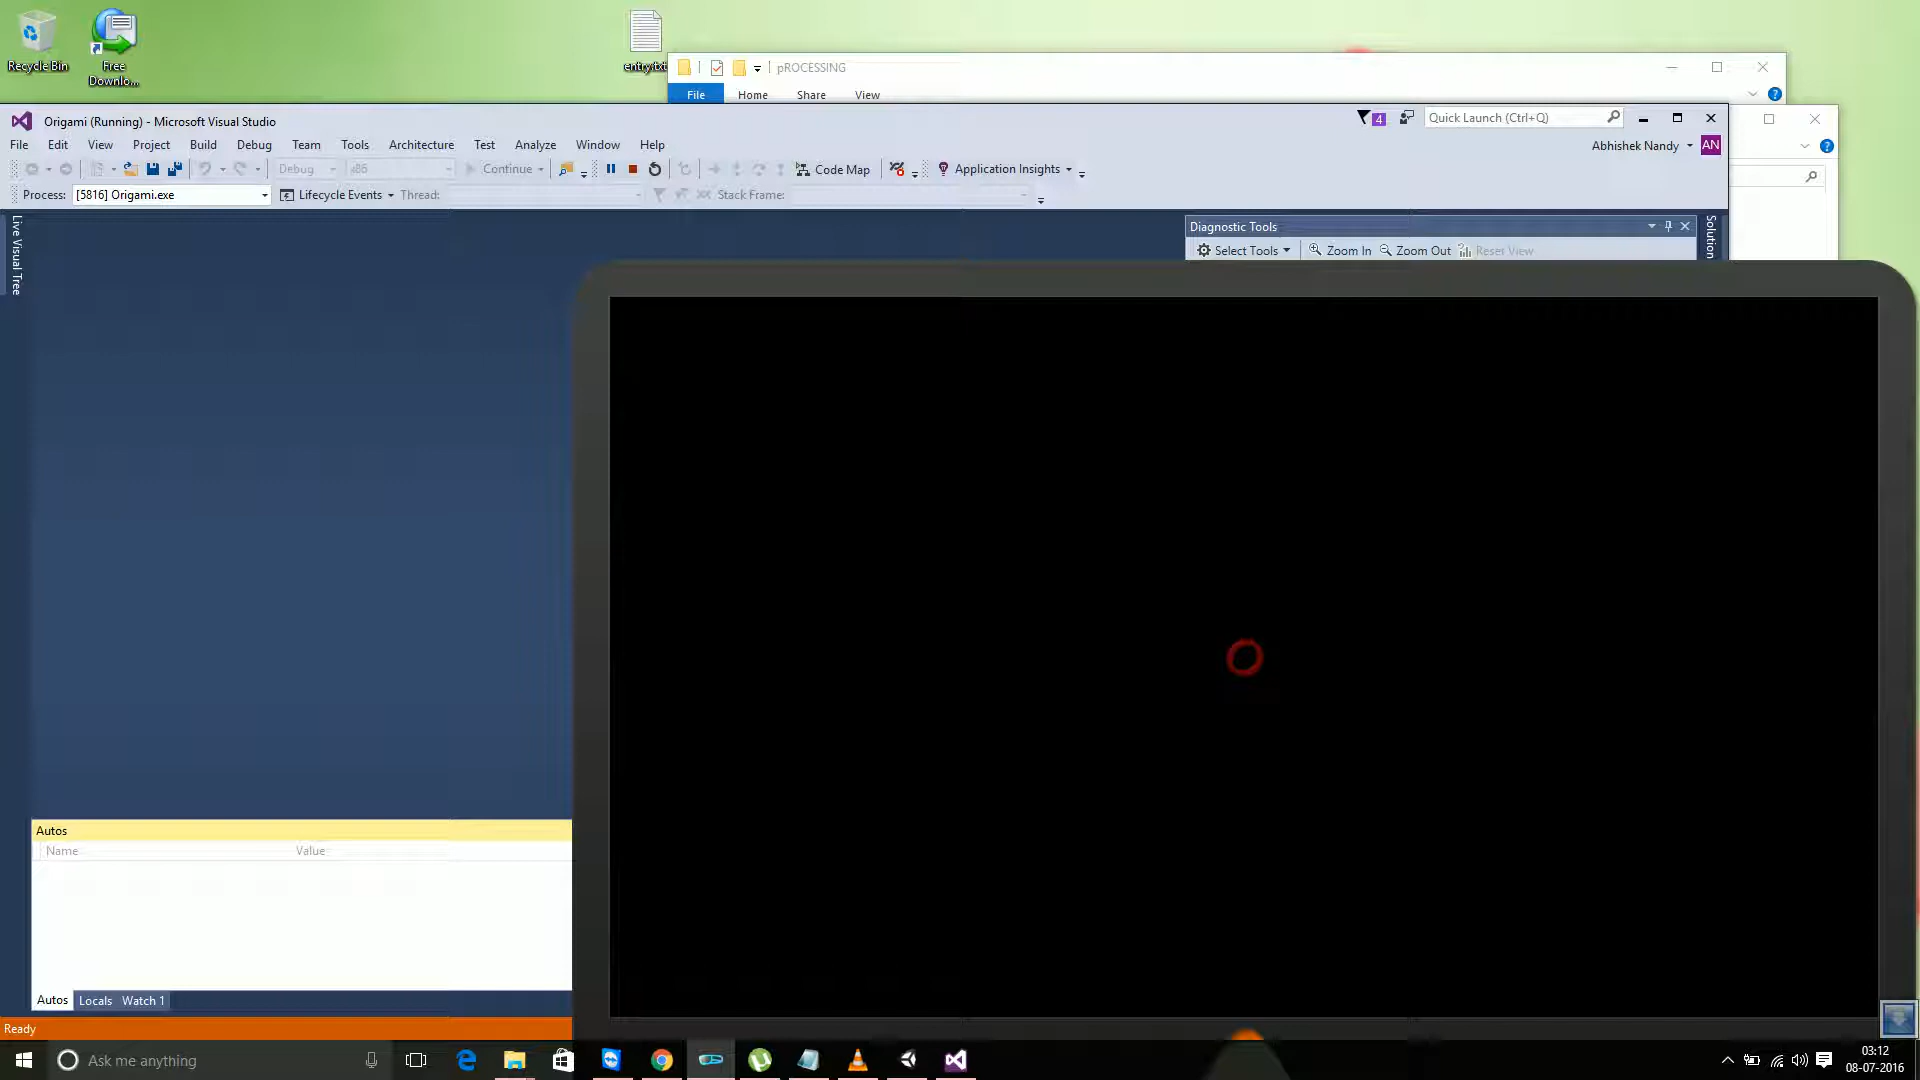 Recycle Bin
Free
Downlo...
entry.txt
pROCESSING
File Home Share View
Origami (Running) - Microsoft Visual Studio
4
Quick Launch (Ctrl+Q)
File Edit View Project Build Debug Team Tools Architecture Test Analyze Window Help
Abhishek Nandy AN
Debug x86 Continue Code Map Application Insights
Process: [5816] Origami.exe Lifecycle Events Thread: Stack Frame:
Live Visual Tree
Diagnostic Tools
Solution
Select Tools Zoom In Zoom Out Reset View
Autos
Name Value
Autos Locals Watch 1
Ready
Ask me anything
03:12
08-07-2016